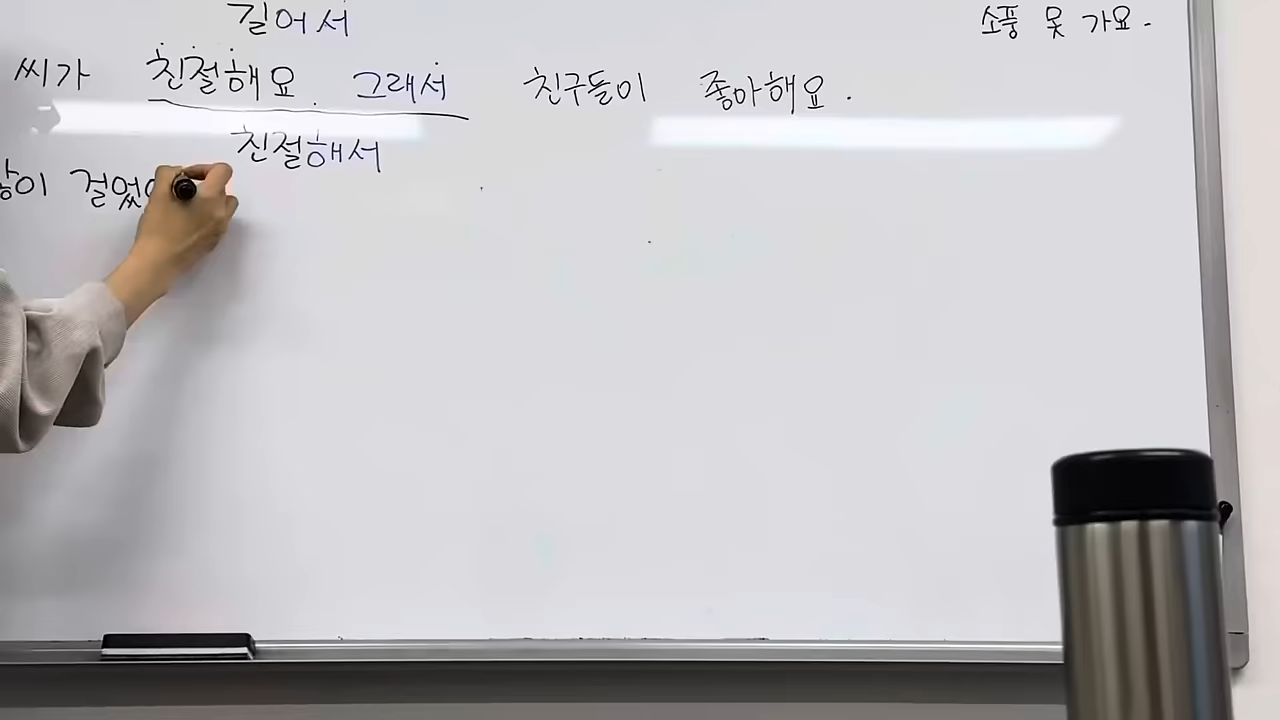 길어서
소풍 못 가요.
씨가 친절해요. 그래서 친구들이 좋아해요.
친절해서
많이 걸었